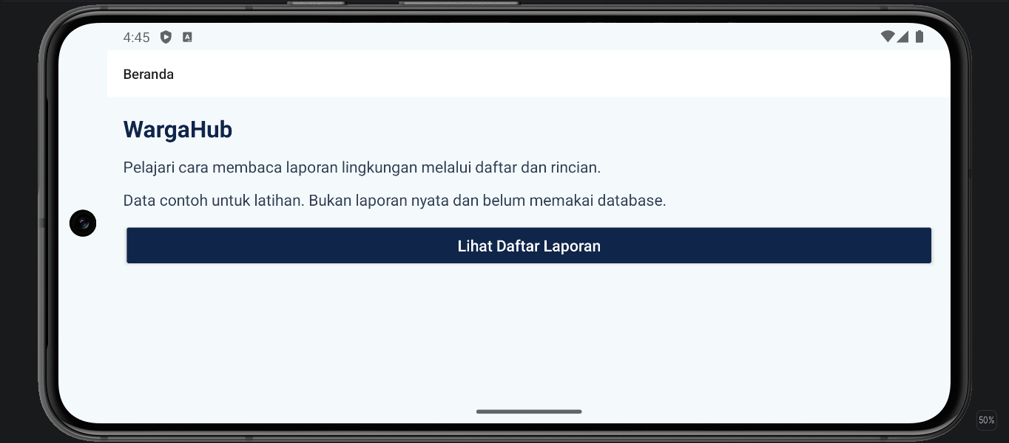 4:45
Beranda
WargaHub
Pelajari cara membaca laporan lingkungan melalui daftar dan rincian.
Data contoh untuk latihan. Bukan laporan nyata dan belum memakai database.
Lihat Daftar Laporan
50%